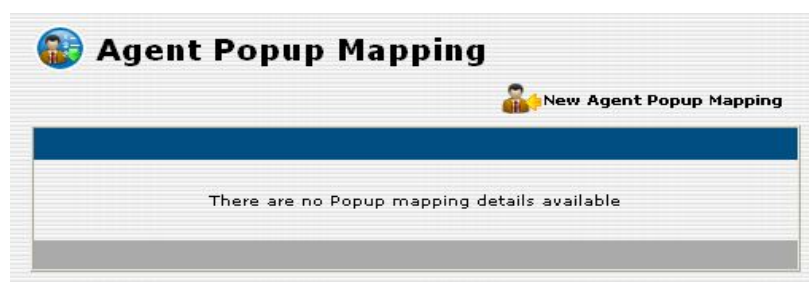 Agent Popup Mapping
New Agent Popup Mapping
There are no Popup mapping details available